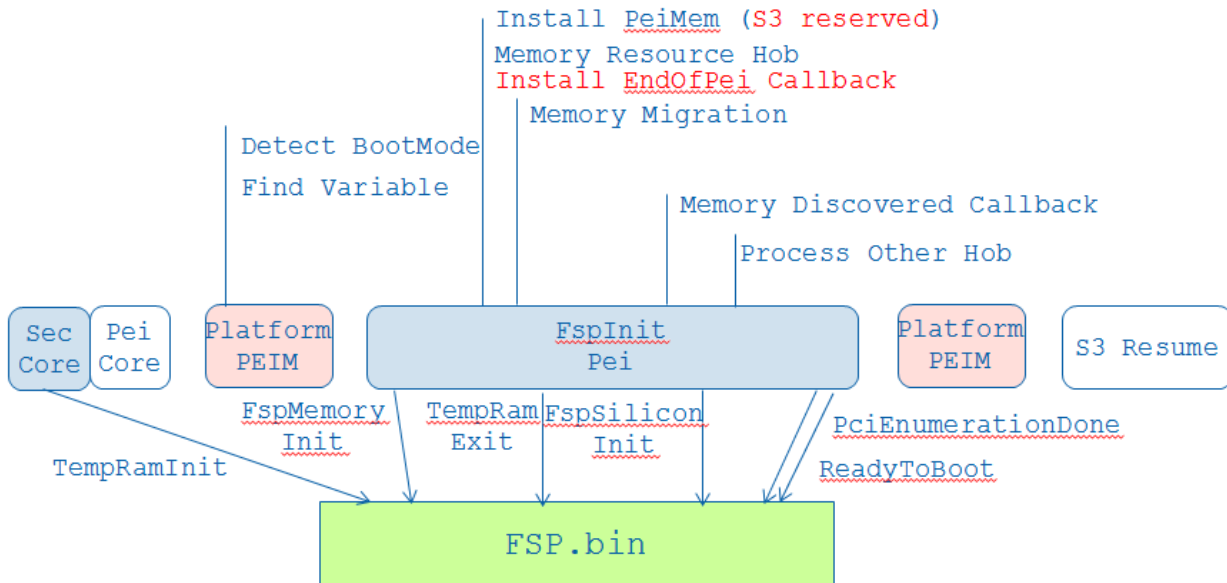 Install PeiMem (S3 reserved)
Memory Resource Hob
Install EndOfPei Callback
Memory Migration
Detect BootMode
Find Variable
Memory Discovered Callback
Process Other Hob
Sec
Core
Pei
Core
Platform
PEIM
FspInit
Pei
Platform
PEIM
S3 Resume
TempRamInit
FspMemory
Init
TempRam
Exit
FspSilicon
Init
PciEnumerationDone
ReadyToBoot
FSP.bin